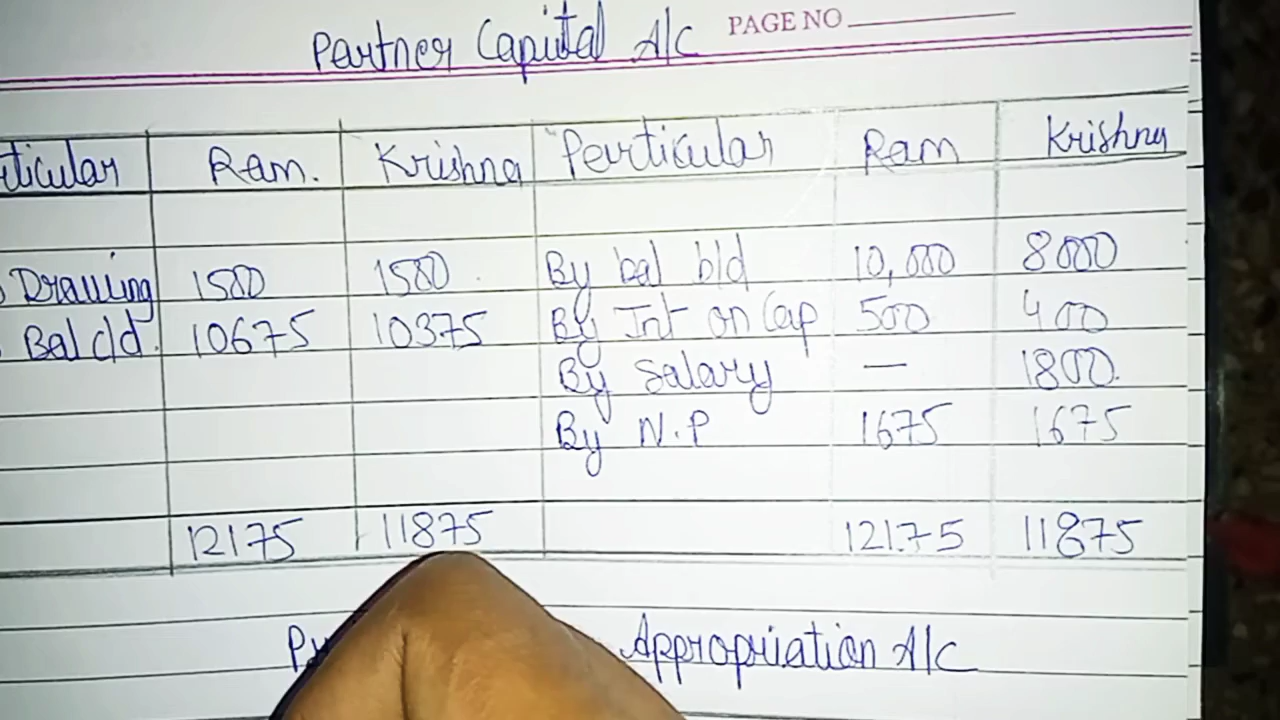 Partner Capital A/c PAGE NO
ticular Ram. Krishna Perticular Ram Krishna
Drawing 1500 1500 By bal b/d 10,000 8000
Bal c/d. 10675 10375 By Int on Cap 500 400
By Salary — 1800.
By N.P 1675 1675
12175 11875 12175 11875
Appropriation A/C